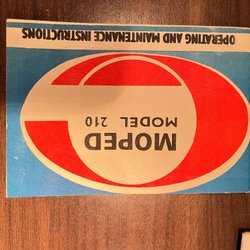 OPERATING AND MAINTENANCE INSTRUCTIONS
MOPED
MODEL 210